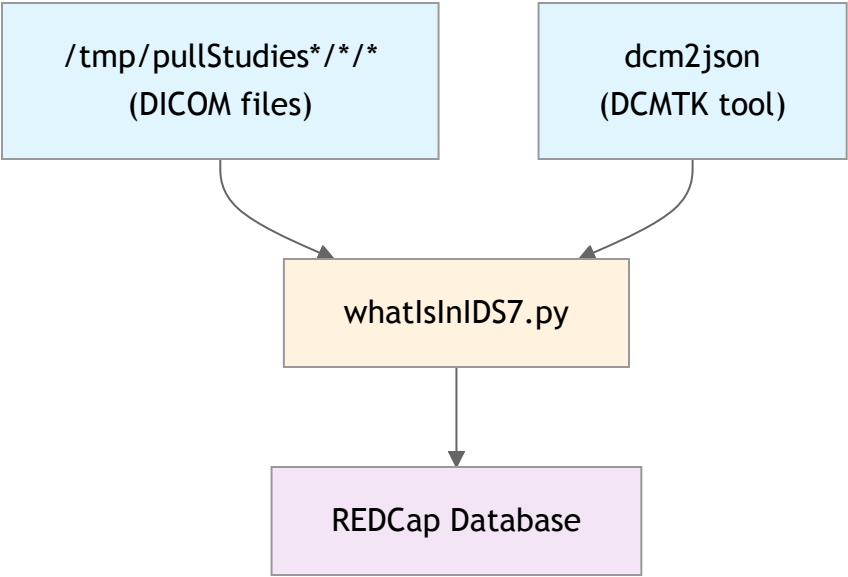 /tmp/pullStudies*/*/*
(DICOM files)
dcm2json
(DCMTK tool)
whatIsInIDS7.py
REDCap Database